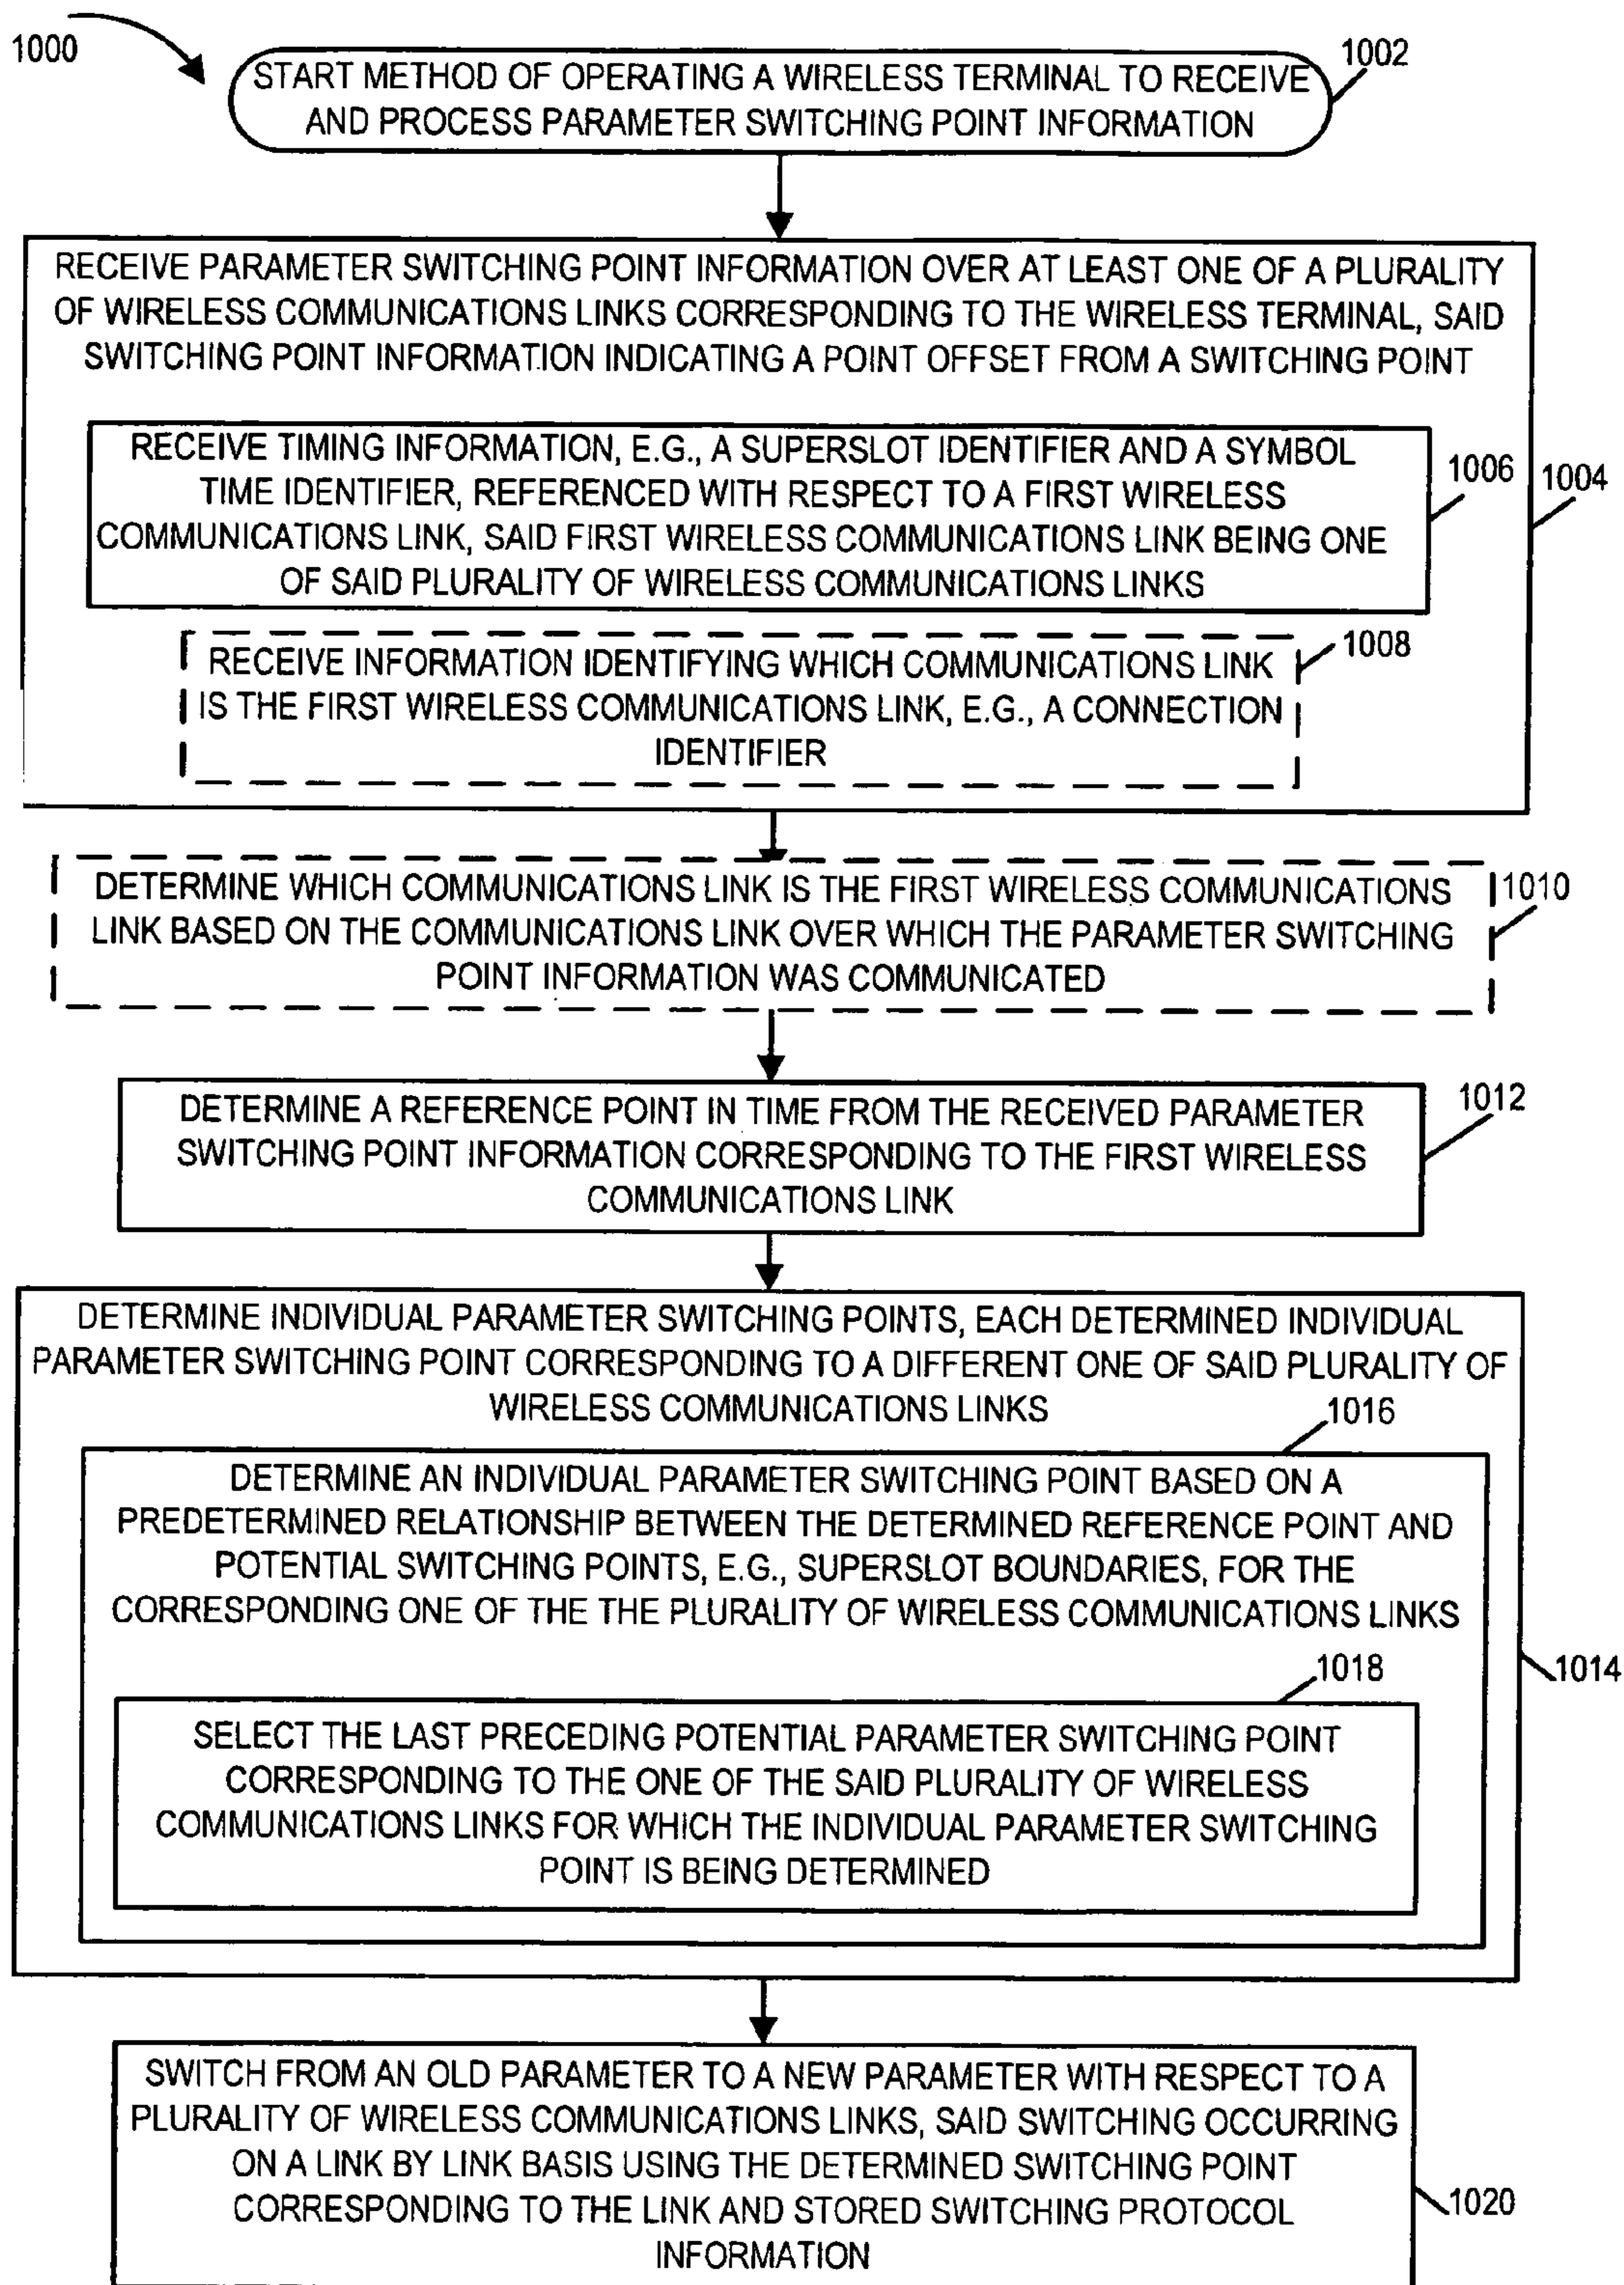 1000
1002
START METHOD OF OPERATING A WIRELESS TERMINAL TO RECEIVE
AND PROCESS PARAMETER SWITCHING POINT INFORMATION
RECEIVE PARAMETER SWITCHING POINT INFORMATION OVER AT LEAST ONE OF A PLURALITY
OF WIRELESS COMMUNICATIONS LINKS CORRESPONDING TO THE WIRELESS TERMINAL, SAID
SWITCHING POINT INFORMATION INDICATING A POINT OFFSET FROM A SWITCHING POINT
RECEIVE TIMING INFORMATION, E.G., A SUPERSLOT IDENTIFIER AND A SYMBOL
TIME IDENTIFIER, REFERENCED WITH RESPECT TO A FIRST WIRELESS
COMMUNICATIONS LINK, SAID FIRST WIRELESS COMMUNICATIONS LINK BEING ONE
OF SAID PLURALITY OF WIRELESS COMMUNICATIONS LINKS
1006
1004
1008
RECEIVE INFORMATION IDENTIFYING WHICH COMMUNICATIONS LINK
IS THE FIRST WIRELESS COMMUNICATIONS LINK, E.G., A CONNECTION
IDENTIFIER
DETERMINE WHICH COMMUNICATIONS LINK IS THE FIRST WIRELESS COMMUNICATIONS
LINK BASED ON THE COMMUNICATIONS LINK OVER WHICH THE PARAMETER SWITCHING
POINT INFORMATION WAS COMMUNICATED
1010
DETERMINE A REFERENCE POINT IN TIME FROM THE RECEIVED PARAMETER
SWITCHING POINT INFORMATION CORRESPONDING TO THE FIRST WIRELESS
COMMUNICATIONS LINK
1012
DETERMINE INDIVIDUAL PARAMETER SWITCHING POINTS, EACH DETERMINED INDIVIDUAL
PARAMETER SWITCHING POINT CORRESPONDING TO A DIFFERENT ONE OF SAID PLURALITY OF
WIRELESS COMMUNICATIONS LINKS
1016
DETERMINE AN INDIVIDUAL PARAMETER SWITCHING POINT BASED ON A
PREDETERMINED RELATIONSHIP BETWEEN THE DETERMINED REFERENCE POINT AND
POTENTIAL SWITCHING POINTS, E.G., SUPERSLOT BOUNDARIES, FOR THE
CORRESPONDING ONE OF THE THE PLURALITY OF WIRELESS COMMUNICATIONS LINKS
1018
1014
SELECT THE LAST PRECEDING POTENTIAL PARAMETER SWITCHING POINT
CORRESPONDING TO THE ONE OF THE SAID PLURALITY OF WIRELESS
COMMUNICATIONS LINKS FOR WHICH THE INDIVIDUAL PARAMETER SWITCHING
POINT IS BEING DETERMINED
SWITCH FROM AN OLD PARAMETER TO A NEW PARAMETER WITH RESPECT TO A
PLURALITY OF WIRELESS COMMUNICATIONS LINKS, SAID SWITCHING OCCURRING
ON A LINK BY LINK BASIS USING THE DETERMINED SWITCHING POINT
CORRESPONDING TO THE LINK AND STORED SWITCHING PROTOCOL
INFORMATION
1020